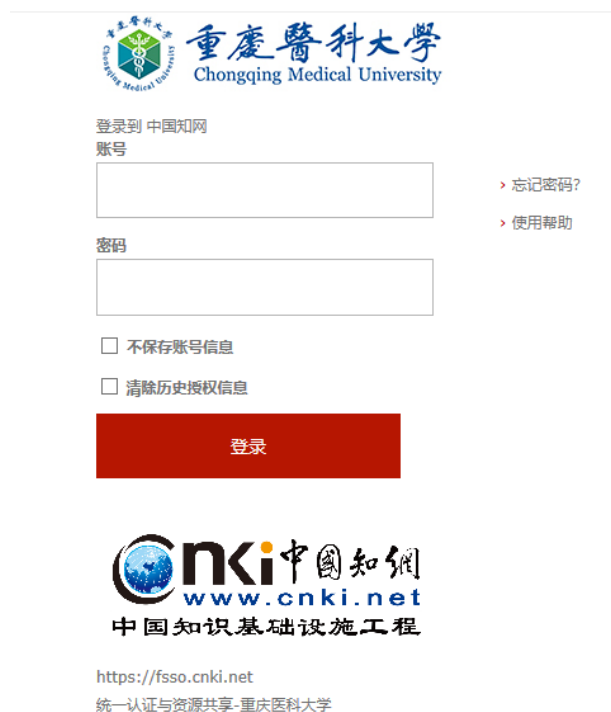 重慶醫科大學
Chongqing Medical University
登录到 中国知网
账号
忘记密码?
使用帮助
密码
不保存账号信息
清除历史授权信息
登录
cnki中國知網
www.cnki.net
中国知识基础设施工程
https://fsso.cnki.net
统一认证与资源共享-重庆医科大学